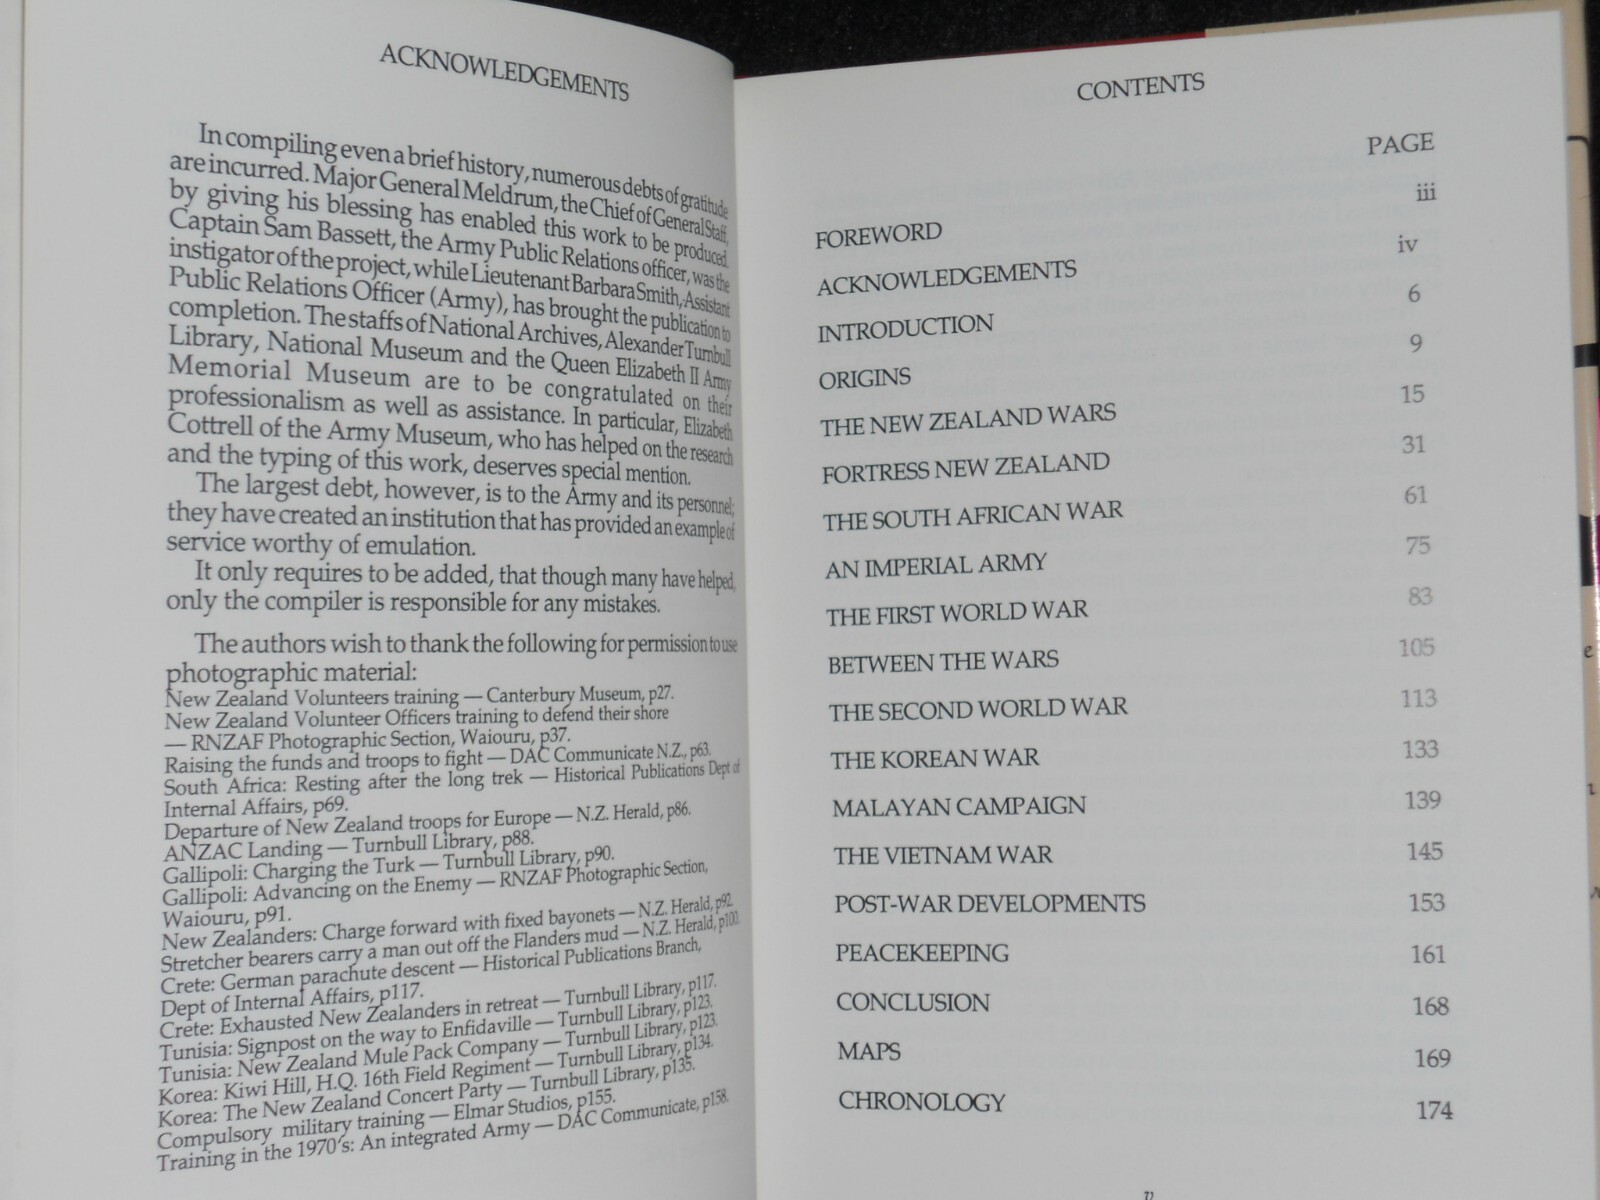 ACKNOWLEDGEMENTS
In compiling even a brief history, numerous debts of gratitude
are incurred. Major General Meldrum, the Chief of General Staff,
by giving his blessing has enabled this work to be produced.
Captain Sam Bassett, the Army Public Relations officer, was the
instigator of the project, while Lieutenant Barbara Smith, Assistant
Public Relations Officer (Army), has brought the publication to
completion. The staffs of National Archives, Alexander Turnbull
Library, National Museum and the Queen Elizabeth II Army
Memorial Museum are to be congratulated on their
professionalism as well as assistance. In particular, Elizabeth
Cottrell of the Army Museum, who has helped on the research
and the typing of this work, deserves special mention.
The largest debt, however, is to the Army and its personnel;
they have created an institution that has provided an example of
service worthy of emulation.
It only requires to be added, that though many have helped,
only the compiler is responsible for any mistakes.
The authors wish to thank the following for permission to use
photographic material:
New Zealand Volunteers training — Canterbury Museum, p27.
New Zealand Volunteer Officers training to defend their shore
— RNZAF Photographic Section, Waiouru, p37.
Raising the funds and troops to fight — DAC Communicate N.Z., p63.
South Africa: Resting after the long trek — Historical Publications Dept of
Internal Affairs, p69.
Departure of New Zealand troops for Europe — N.Z. Herald, p86.
ANZAC Landing — Turnbull Library, p88.
Gallipoli: Charging the Turk — Turnbull Library, p90.
Gallipoli: Advancing on the Enemy — RNZAF Photographic Section,
Waiouru, p91.
New Zealanders: Charge forward with fixed bayonets — N.Z. Herald, p92.
Stretcher bearers carry a man out off the Flanders mud — N.Z. Herald, p100.
Crete: German parachute descent — Historical Publications Branch,
Dept of Internal Affairs, p117.
Crete: Exhausted New Zealanders in retreat — Turnbull Library, p117.
Tunisia: Signpost on the way to Enfidaville — Turnbull Library, p123.
Tunisia: New Zealand Mule Pack Company — Turnbull Library, p123.
Korea: Kiwi Hill, H.Q. 16th Field Regiment — Turnbull Library, p134.
Korea: The New Zealand Concert Party — Turnbull Library, p135.
Compulsory military training — Elmar Studios, p155.
Training in the 1970's: An integrated Army — DAC Communicate, p158.
CONTENTS
PAGE
FOREWORD iii
ACKNOWLEDGEMENTS iv
INTRODUCTION 6
ORIGINS 9
THE NEW ZEALAND WARS 15
FORTRESS NEW ZEALAND 31
THE SOUTH AFRICAN WAR 61
AN IMPERIAL ARMY 75
THE FIRST WORLD WAR 83
BETWEEN THE WARS 105
THE SECOND WORLD WAR 113
THE KOREAN WAR 133
MALAYAN CAMPAIGN 139
THE VIETNAM WAR 145
POST-WAR DEVELOPMENTS 153
PEACEKEEPING 161
CONCLUSION 168
MAPS 169
CHRONOLOGY 174
v